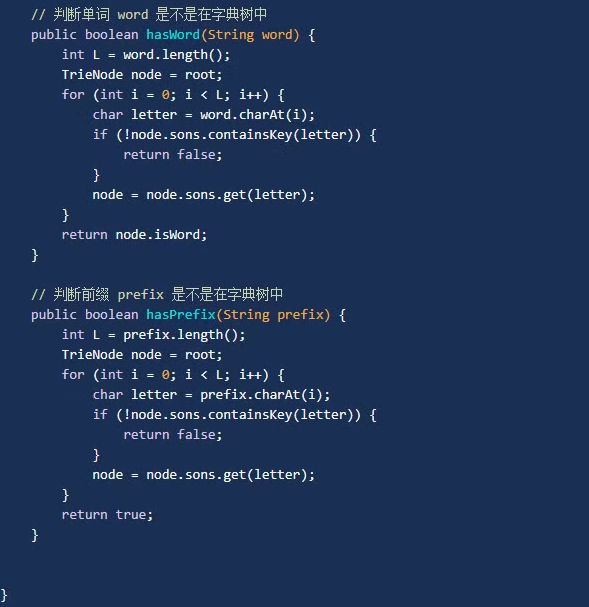 // 判断单词 word 是不是在字典树中
public boolean hasWord(String word) {
int L = word.length();
TrieNode node = root;
for (int i = 0; i < L; i++) {
char letter = word.charAt(i);
if (!node.sons.containsKey(letter)) {
return false;
}
node = node.sons.get(letter);
}
return node.isWord;
}
// 判断前缀 prefix 是不是在字典树中
public boolean hasPrefix(String prefix) {
int L = prefix.length();
TrieNode node = root;
for (int i = 0; i < L; i++) {
char letter = prefix.charAt(i);
if (!node.sons.containsKey(letter)) {
return false;
}
node = node.sons.get(letter);
}
return true;
}
}